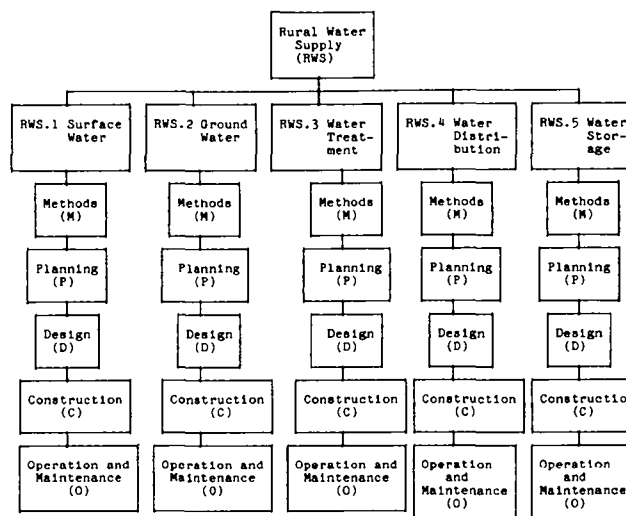 Rural Water
Supply
(RWS)
RWS.1 Surface
Water
RWS.2 Ground
Water
RWS.3 Water
Treat-
ment
RWS.4 Water
Distri-
bution
RWS.5 Water
Stor-
age
Methods
(M)
Methods
(M)
Methods
(M)
Methods
(M)
Methods
(M)
Planning
(P)
Planning
(P)
Planning
(P)
Planning
(P)
Planning
(P)
Design
(D)
Design
(D)
Design
(D)
Design
(D)
Design
(D)
Construction
(C)
Construction
(C)
Construction
(C)
Construction
(C)
Construction
(C)
Operation and
Maintenance
(O)
Operation and
Maintenance
(O)
Operation and
Maintenance
(O)
Operation
and
Maintenance
(O)
Operation
and
Maintenance
(O)